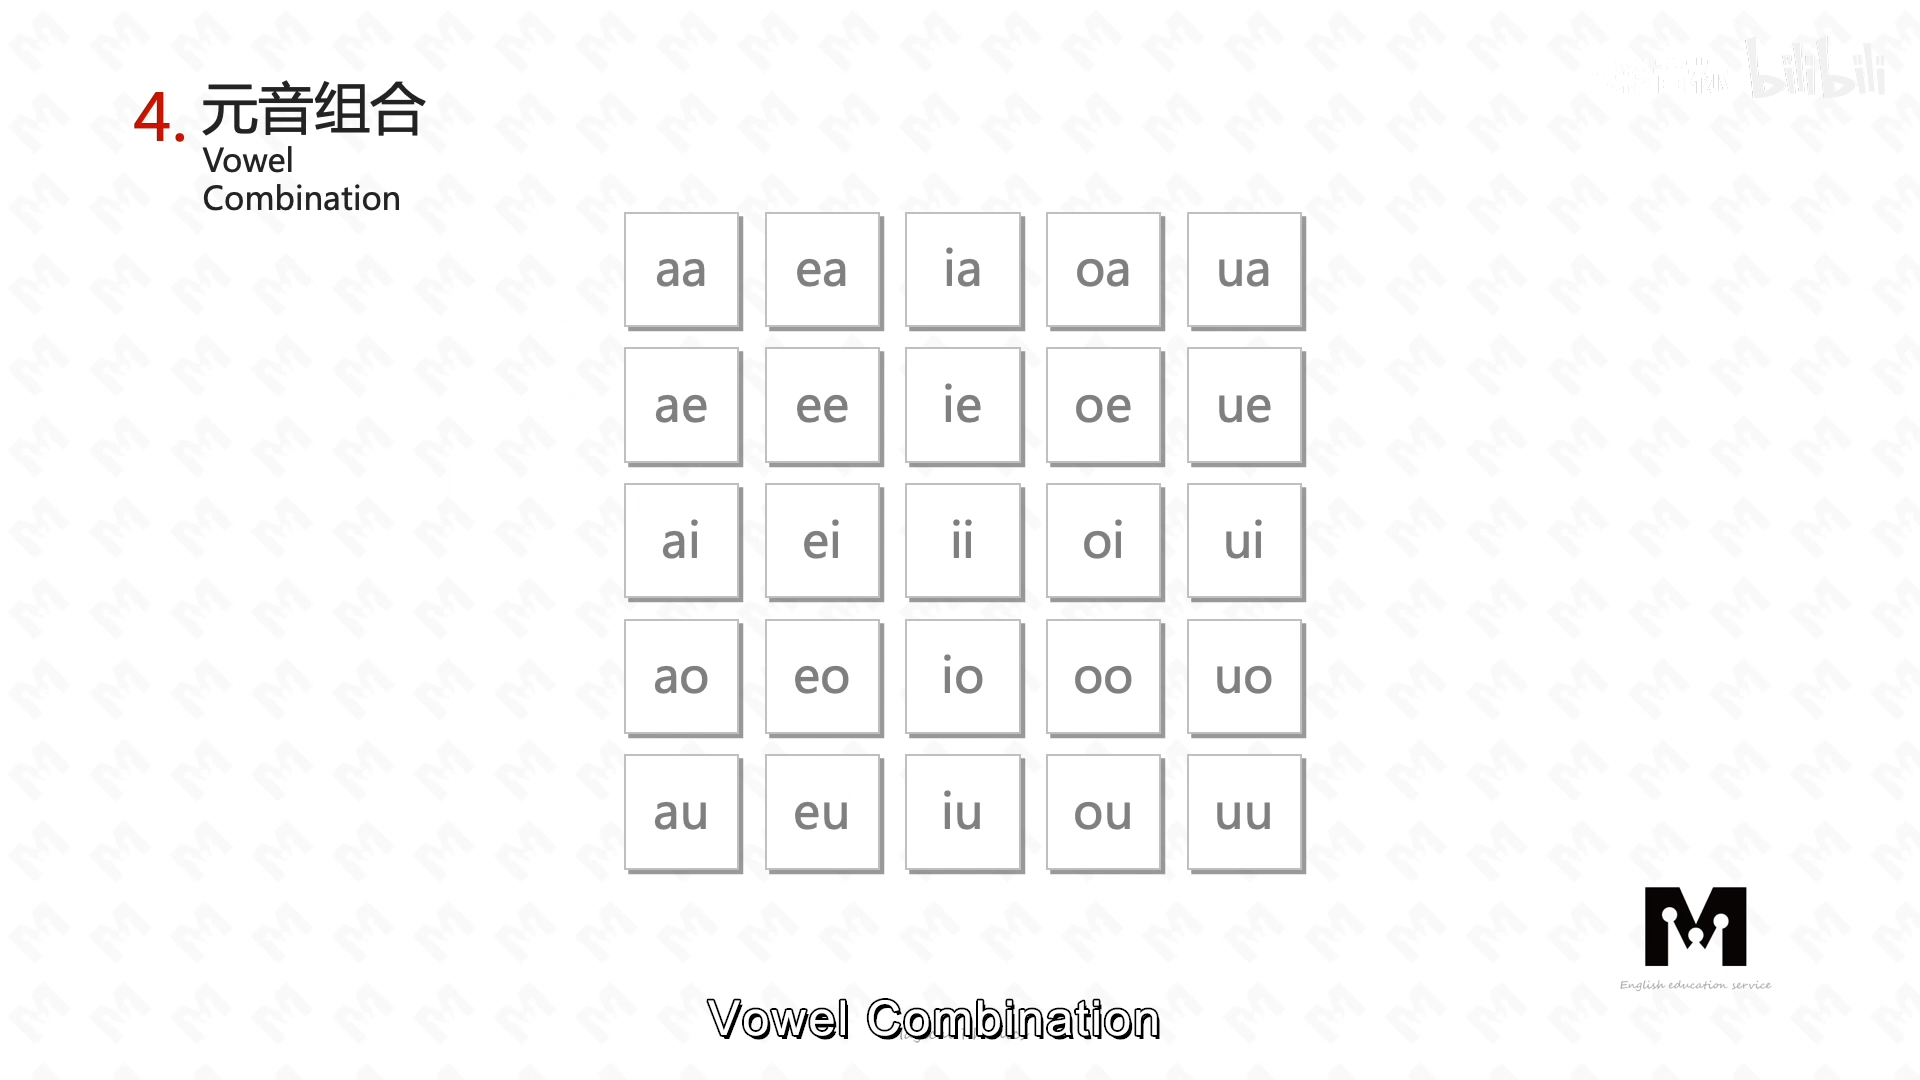 4. 元音组合
Vowel
Combination
aa ea ia oa ua
ae ee ie oe ue
ai ei ii oi ui
ao eo io oo uo
au eu iu ou uu
bilibili
English education service
Vowel Combination